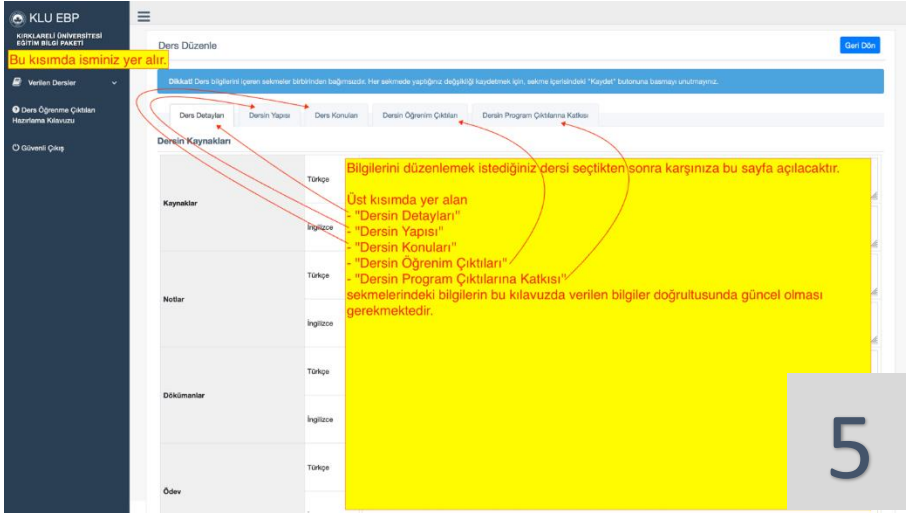 KLU EBP
KIRKLARELİ ÜNİVERSİTESİ
EĞİTİM BİLGİ PAKETİ
Bu kısımda isminiz yer alır.
Verilen Dersler
Ders Öğrenme Çıktıları
Hazırlama Kılavuzu
Güvenli Çıkış
Ders Düzenle
Geri Dön
Dikkat! Ders bilgilerini içeren sekmeler birbirinden bağımsızdır. Her sekmede yaptığınız değişikliği kaydetmek için, sekme içerisindeki "Kaydet" butonuna basmayı unutmayınız.
Ders Detayları
Dersin Yapısı
Ders Konuları
Dersin Öğrenim Çıktıları
Dersin Program Çıktılarına Katkısı
Dersin Kaynakları
Kaynaklar
Türkçe
İngilizce
Notlar
Türkçe
İngilizce
Dökümanlar
Türkçe
İngilizce
Ödev
Türkçe
Bilgilerini düzenlemek istediğiniz dersi seçtikten sonra karşınıza bu sayfa açılacaktır.
Üst kısımda yer alan
- "Dersin Detayları"
- "Dersin Yapısı"
- "Dersin Konuları"
- "Dersin Öğrenim Çıktıları"
- "Dersin Program Çıktılarına Katkısı"
sekmelerindeki bilgilerin bu kılavuzda verilen bilgiler doğrultusunda güncel olması
gerekmektedir.
5